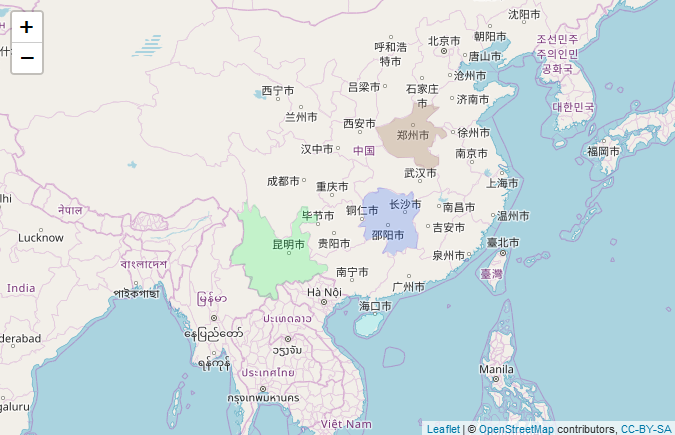 +
−
沈阳市
朝阳市
조선민주
주의인민
공화국
呼和浩
特市
北京市
唐山市
沧州市
石家庄
市
吕梁市
西宁市
济南市
대한민국
兰州市
西安市
郑州市
徐州市
汉中市
中国
南京市
福岡市
武汉市
成都市
重庆市
上海市
नेपाल
毕节市
铜仁市
长沙市
南昌市
温州市
Lucknow
昆明市
贵阳市
邵阳市
吉安市
臺北市
বাংলাদেশ
南宁市
泉州市
臺灣
India
পাইকগাছা
မြန်မာ
Hà Nội
广州市
海口市
ປະເທດລາວ
နေပြည်တော်
derabad
ວຽງຈັນ
ရန်ကုန်
ประเทศไทย
Manila
กรุงเทพมหานคร
galuru
Việt Nam
Leaflet | © OpenStreetMap contributors, CC-BY-SA